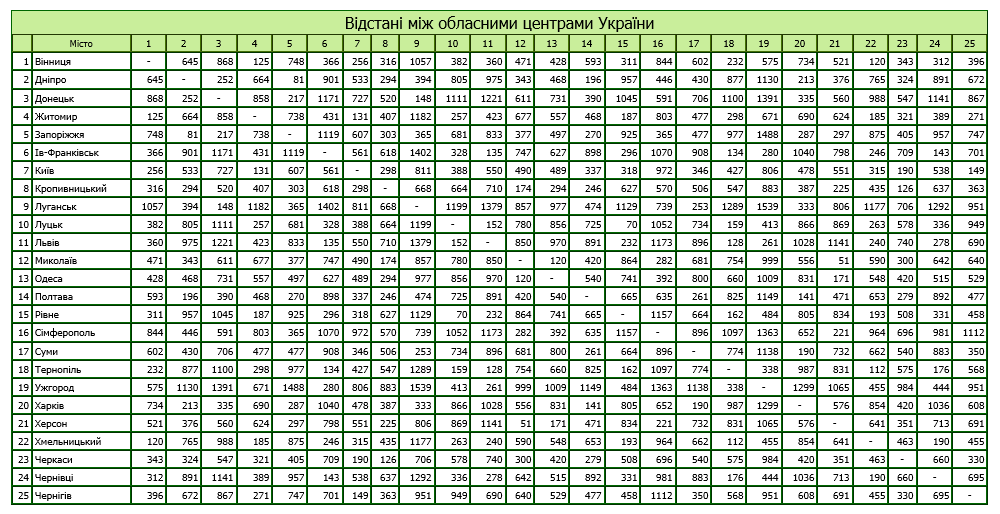 Відстані між обласними центрами України
Місто 1 2 3 4 5 6 7 8 9 10 11 12 13 14 15 16 17 18 19 20 21 22 23 24 25
1 Вінниця - 645 868 125 748 366 256 316 1057 382 360 471 428 593 311 844 602 232 575 734 521 120 343 312 396
2 Дніпро 645 - 252 664 81 901 533 294 394 805 975 343 468 196 957 446 430 877 1130 213 376 765 324 891 672
3 Донецьк 868 252 - 858 217 1171 727 520 148 1111 1221 611 731 390 1045 591 706 1100 1391 335 560 988 547 1141 867
4 Житомир 125 664 858 - 738 431 131 407 1182 257 423 677 557 468 187 803 477 298 671 690 624 185 321 389 271
5 Запоріжжя 748 81 217 738 - 1119 607 303 365 681 833 377 497 270 925 365 477 977 1488 287 297 875 405 957 747
6 Ів-Франківськ 366 901 1171 431 1119 - 561 618 1402 328 135 747 627 898 296 1070 908 134 280 1040 798 246 709 143 701
7 Київ 256 533 727 131 607 561 - 298 811 388 550 490 489 337 318 972 346 427 806 478 551 315 190 538 149
8 Кропивницький 316 294 520 407 303 618 298 - 668 664 710 174 294 246 627 570 506 547 883 387 225 435 126 637 363
9 Луганськ 1057 394 148 1182 365 1402 811 668 - 1199 1379 857 977 474 1129 739 253 1289 1539 333 806 1177 706 1292 951
10 Луцьк 382 805 1111 257 681 328 388 664 1199 - 152 780 856 725 70 1052 734 159 413 866 869 263 578 336 949
11 Львів 360 975 1221 423 833 135 550 710 1379 152 - 850 970 891 232 1173 896 128 261 1028 1141 240 740 278 690
12 Миколаїв 471 343 611 677 377 747 490 174 857 780 850 - 120 420 864 282 681 754 999 556 51 590 300 642 640
13 Одеса 428 468 731 557 497 627 489 294 977 856 970 120 - 540 741 392 800 660 1009 831 171 548 420 515 529
14 Полтава 593 196 390 468 270 898 337 246 474 725 891 420 540 - 665 635 261 825 1149 141 471 653 279 892 477
15 Рівне 311 957 1045 187 925 296 318 627 1129 70 232 864 741 665 - 1157 664 162 484 805 834 193 508 331 458
16 Сімферополь 844 446 591 803 365 1070 972 570 739 1052 1173 282 392 635 1157 - 896 1097 1363 652 221 964 696 981 1112
17 Суми 602 430 706 477 477 908 346 506 253 734 896 681 800 261 664 896 - 774 1138 190 732 662 540 883 350
18 Тернопіль 232 877 1100 298 977 134 427 547 1289 159 128 754 660 825 162 1097 774 - 338 987 831 112 575 176 568
19 Ужгород 575 1130 1391 671 1488 280 806 883 1539 413 261 999 1009 1149 484 1363 1138 338 - 1299 1065 455 984 444 951
20 Харків 734 213 335 690 287 1040 478 387 333 866 1028 556 831 141 805 652 190 987 1299 - 576 854 420 1036 608
21 Херсон 521 376 560 624 297 798 551 225 806 869 1141 51 171 471 834 221 732 831 1065 576 - 641 351 713 691
22 Хмельницький 120 765 988 185 875 246 315 435 1177 263 240 590 548 653 193 964 662 112 455 854 641 - 463 190 455
23 Черкаси 343 324 547 321 405 709 190 126 706 578 740 300 420 279 508 696 540 575 984 420 351 463 - 660 330
24 Чернівці 312 891 1141 389 957 143 538 637 1292 336 278 642 515 892 331 981 883 176 444 1036 713 190 660 - 695
25 Чернігів 396 672 867 271 747 701 149 363 951 949 690 640 529 477 458 1112 350 568 951 608 691 455 330 695 -